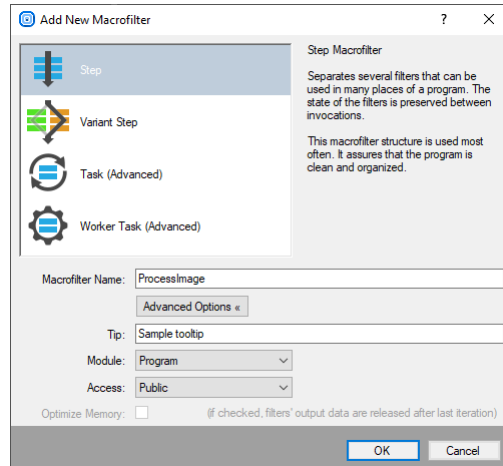 Add New Macrofilter
?
Step
Variant Step
Task (Advanced)
Worker Task (Advanced)
Step Macrofilter
Separates several filters that can be
used in many places of a program. The
state of the filters is preserved between
invocations.
This macrofilter structure is used most
often. It assures that the program is
clean and organized.
Macrofilter Name: ProcessImage
Advanced Options «
Tip: Sample tooltip
Module: Program
Access: Public
Optimize Memory: (if checked, filters' output data are released after last iteration)
OK Cancel